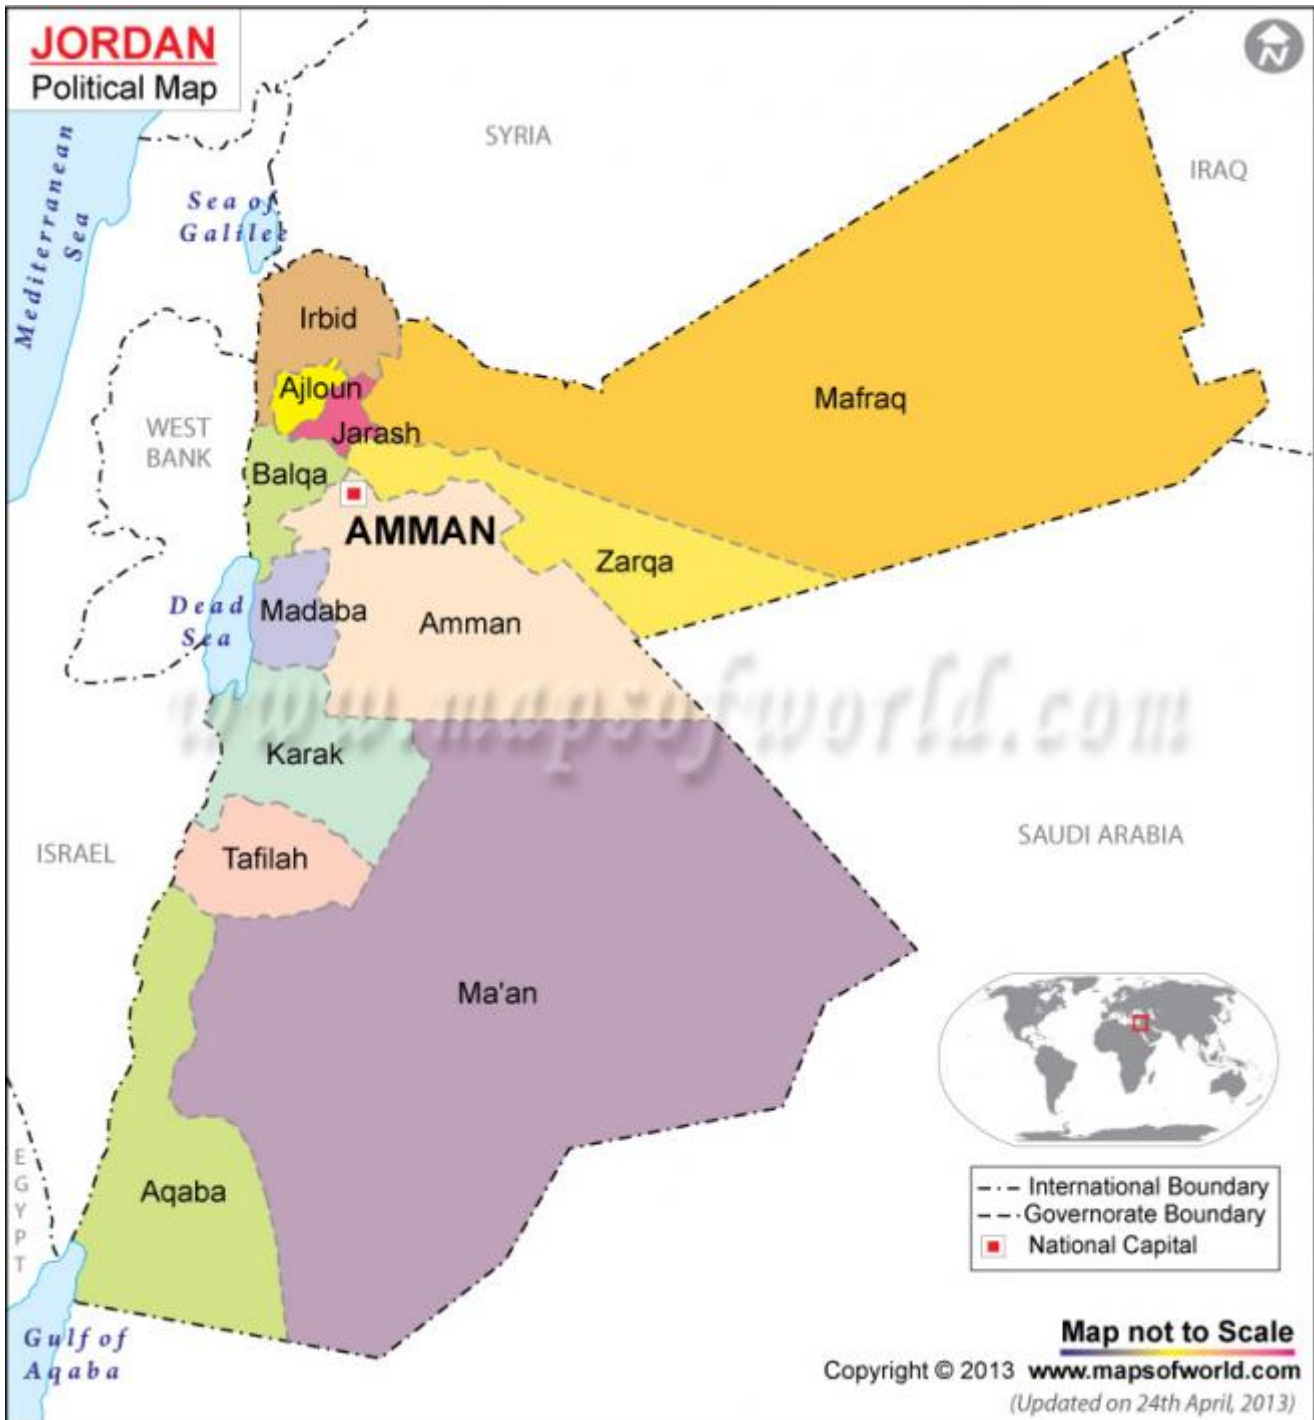 JORDAN
Political Map
N
SYRIA
IRAQ
Mediterranean
Sea
Sea of
Galilee
Irbid
Ajloun
Mafraq
WEST
BANK
Jarash
Balqa
AMMAN
Zarqa
Dead
Sea
Madaba
Amman
www.mapsofworld.com
Karak
SAUDI ARABIA
ISRAEL
Tafilah
Ma'an
EGYPT
Aqaba
International Boundary
Governorate Boundary
National Capital
Gulf of
Aqaba
Map not to Scale
Copyright © 2013 www.mapsofworld.com
(Updated on 24th April, 2013)